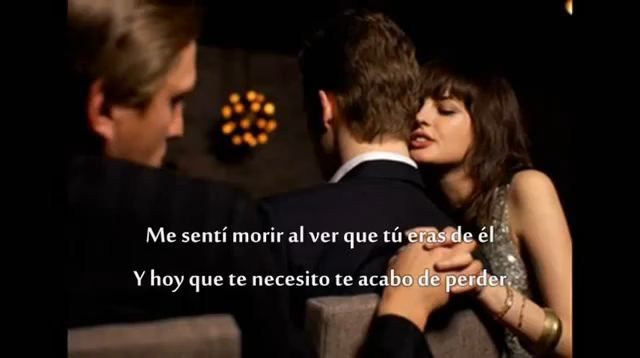 Me sentí morir al ver que tú eras de él
Y hoy que te necesito te acabo de perder.